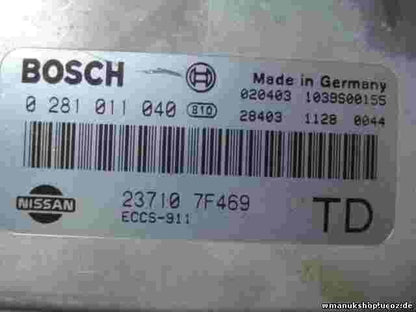 BOSCH
Made in Germany
020403 1039S00155
0 281 011 040 810
28403 1128 0044
NISSAN
23710 7F469
ECCS-911
TD
wmanukshop.ucoz.de